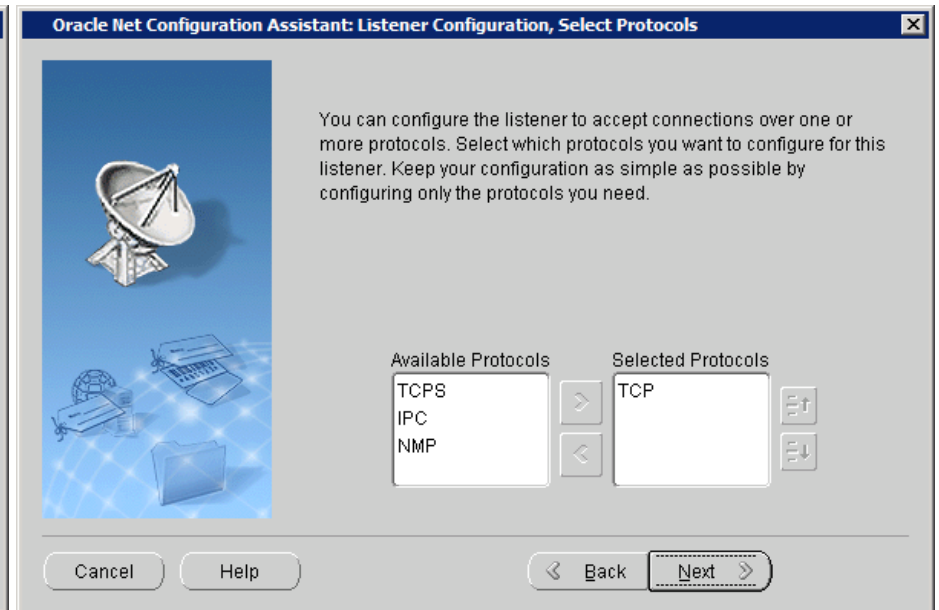 Oracle Net Configuration Assistant: Listener Configuration, Select Protocols
You can configure the listener to accept connections over one or
more protocols. Select which protocols you want to configure for this
listener. Keep your configuration as simple as possible by
configuring only the protocols you need.
Available Protocols
TCPS
IPC
NMP
Selected Protocols
TCP
Cancel
Help
Back
Next